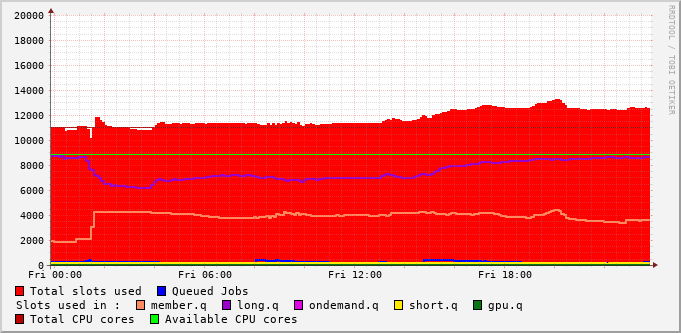 20000
18000
16000
14000
12000
10000
8000
6000
4000
2000
0
Fri 00:00 Fri 06:00 Fri 12:00 Fri 18:00
RRDTOOL / TOBI OETIKER
Total slots used Queued Jobs
Slots used in : member.q long.q ondemand.q short.q gpu.q
Total CPU cores Available CPU cores